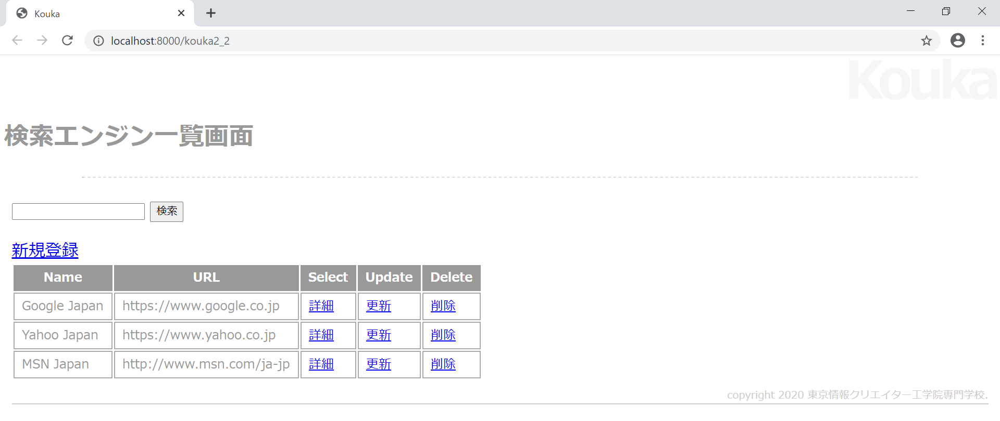 Kouka
localhost:8000/kouka2_2
Kouka
検索エンジン一覧画面
検索
新規登録
Name URL Select Update Delete
Google Japan https://www.google.co.jp 詳細 更新 削除
Yahoo Japan https://www.yahoo.co.jp 詳細 更新 削除
MSN Japan http://www.msn.com/ja-jp 詳細 更新 削除
copyright 2020 東京情報クリエイター工学院専門学校.